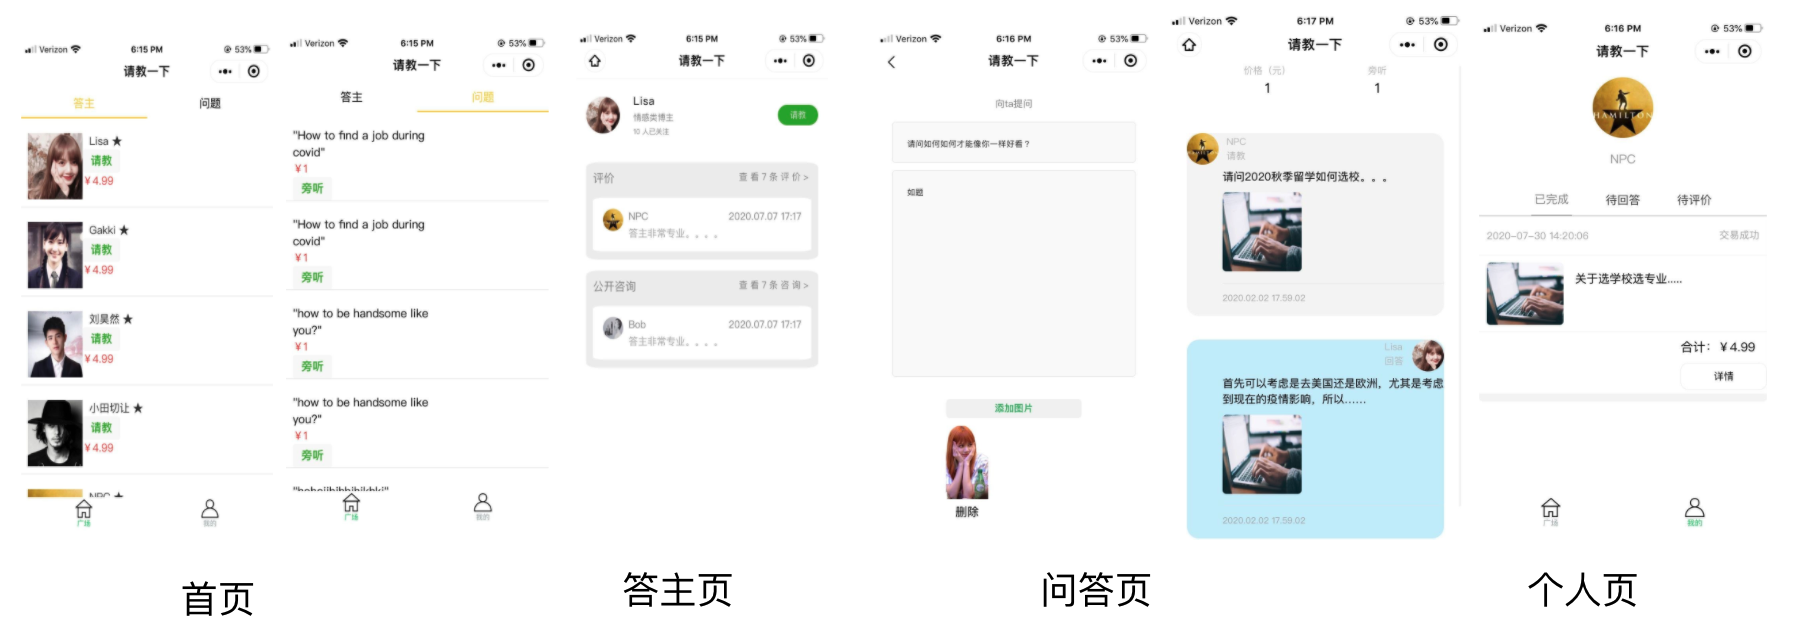 Verizon
6:15 PM
53%
请教一下
答主
问题
Lisa ★
请教
¥4.99
Gakki ★
请教
¥4.99
刘昊然 ★
请教
¥4.99
小田切让 ★
请教
¥4.99
NPC ★
广场
我的
Verizon
6:15 PM
53%
请教一下
答主
问题
"How to find a job during
covid"
¥1
旁听
"How to find a job during
covid"
¥1
旁听
"how to be handsome like
you?"
¥1
旁听
"how to be handsome like
you?"
¥1
旁听
广场
我的
首页
Verizon
6:15 PM
53%
请教一下
Lisa
情感类博主
10 人已关注
请教
评价
查看7条评价>
NPC
2020.07.07 17:17
答主非常专业。。。。
公开咨询
查看7条咨询>
Bob
2020.07.07 17:17
答主非常专业。。。。
答主页
Verizon
6:16 PM
53%
请教一下
向ta提问
请问如何如何才能像你一样好看？
如题
添加图片
删除
Verizon
6:17 PM
53%
请教一下
价格（元）
旁听
1
1
NPC
请教
请问2020秋季留学如何选校。。。
2020.02.02 17.59.02
Lisa
回答
首先可以考虑是去美国还是欧洲，尤其是考虑
到现在的疫情影响，所以......
2020.02.02 17.59.02
问答页
Verizon
6:16 PM
53%
请教一下
HAMILTON
NPC
已完成
待回答
待评价
2020-07-30 14:20:06
交易成功
关于选学校选专业.....
合计：￥4.99
详情
广场
我的
个人页